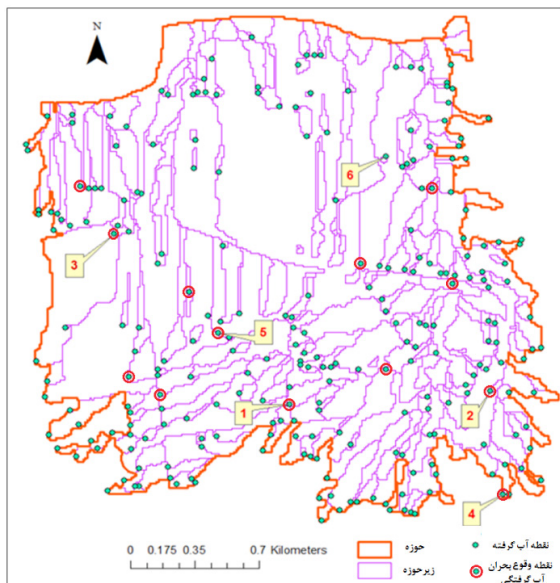 N
6
3
5
1
2
4
0 0.175 0.35 0.7 Kilometers
حوزه
زیرحوزه
نقطه آب گرفته
نقطه وقوع بحران
آب گرفتگی